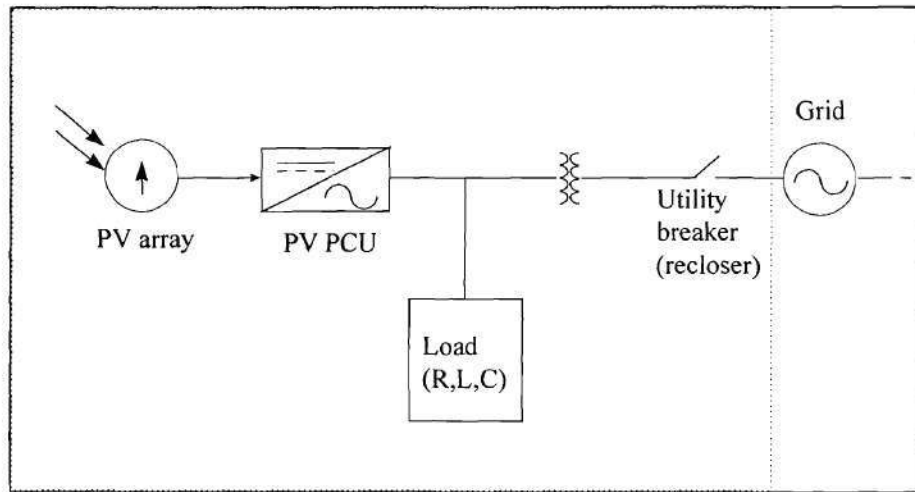 Grid
PV array
PV PCU
Utility
breaker
(recloser)
Load
(R,L,C)